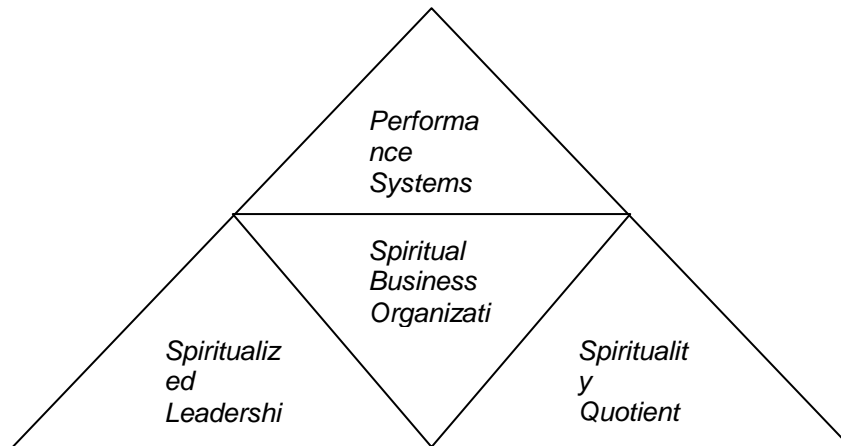 Performa
nce
Systems
Spiritual
Business
Organizati
Spiritualiz
ed
Leadershi
Spiritualit
y
Quotient